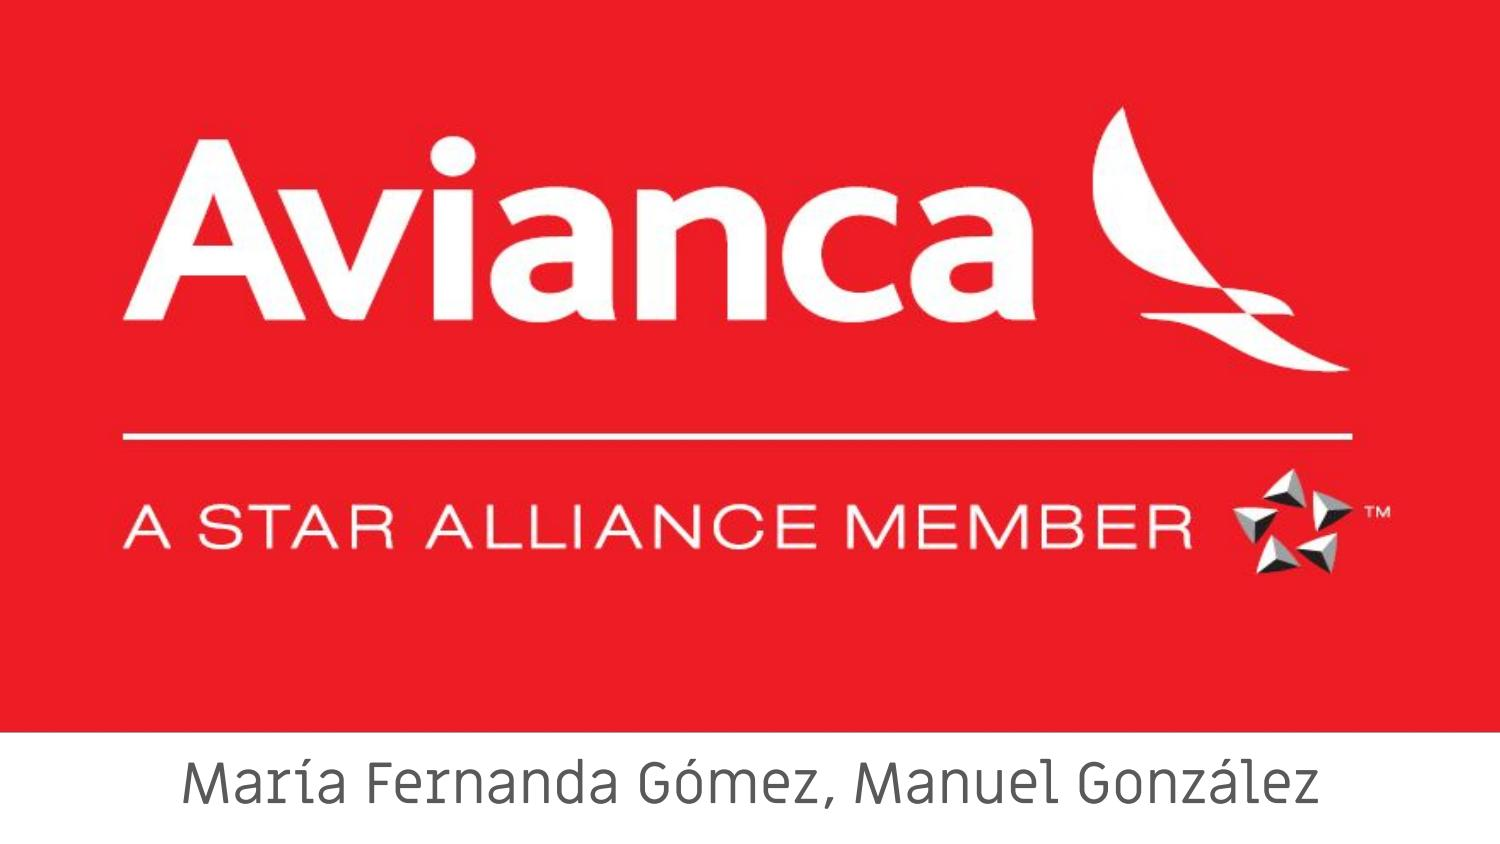 Avianca
A STAR ALLIANCE MEMBER ™
María Fernanda Gómez, Manuel González